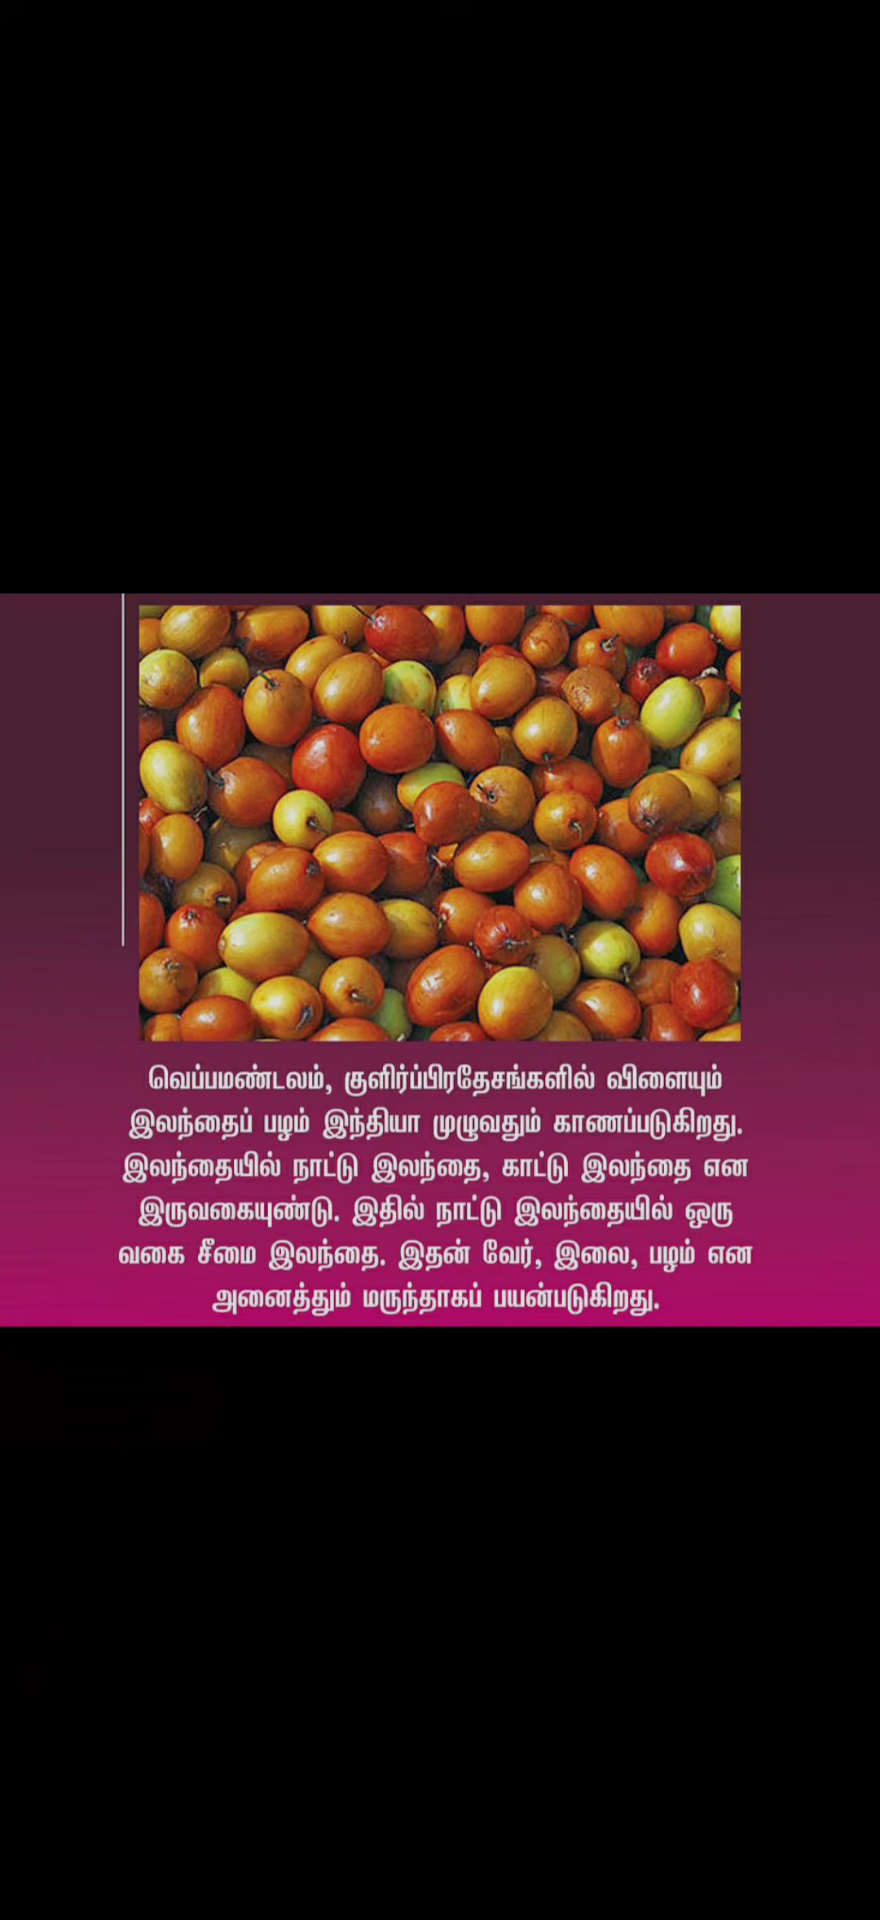 வெப்பமண்டலம், குளிர்ப்பிரதேசங்களில் விளையும்
இலந்தைப் பழம் இந்தியா முழுவதும் காணப்படுகிறது.
இலந்தையில் நாட்டு இலந்தை, காட்டு இலந்தை என
இருவகையுண்டு. இதில் நாட்டு இலந்தையில் ஒரு
வகை சீமை இலந்தை. இதன் வேர், இலை, பழம் என
அனைத்தும் மருந்தாகப் பயன்படுகிறது.